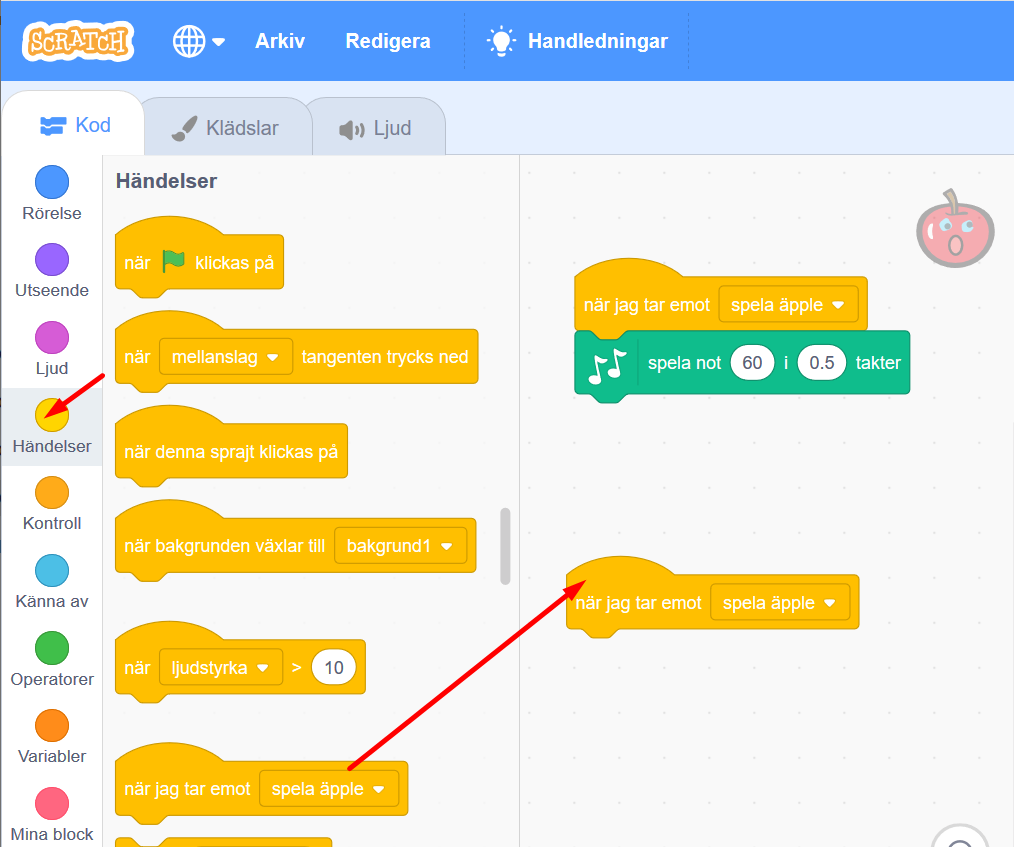 SCRATCH
Arkiv
Redigera
Handledningar
Kod
Klädslar
Ljud
Rörelse
Utseende
Ljud
Händelser
Kontroll
Känna av
Operatorer
Variabler
Mina block
Händelser
när klickas på
när mellanslag tangenten trycks ned
när denna sprajt klickas på
när bakgrunden växlar till bakgrund1
när ljudstyrka > 10
när jag tar emot spela äpple
när jag tar emot spela äpple
spela not 60 i 0.5 takter
när jag tar emot spela äpple